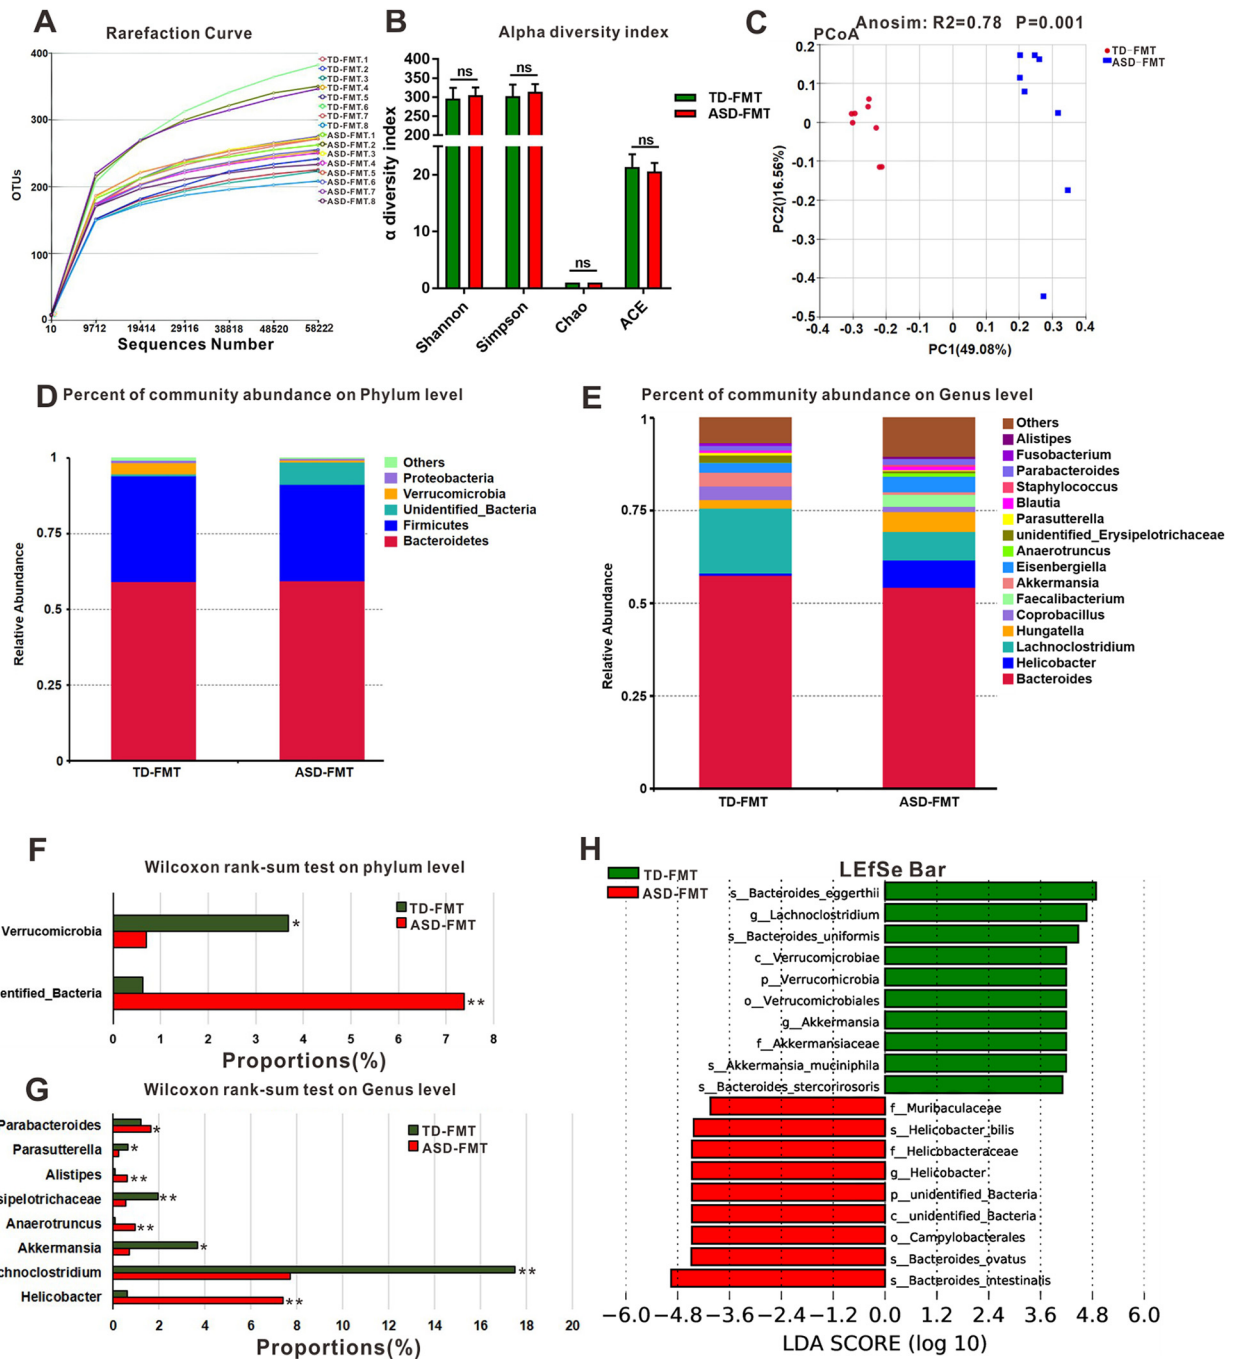 A
Rarefaction Curve
OTUs
400
300
200
100
0
10 9712 19414 29116 38818 48520 58222
Sequences Number
TD-FMT.1
TD-FMT.2
TD-FMT.3
TD-FMT.4
TD-FMT.5
TD-FMT.6
TD-FMT.7
TD-FMT.8
ASD-FMT.1
ASD-FMT.2
ASD-FMT.3
ASD-FMT.4
ASD-FMT.5
ASD-FMT.6
ASD-FMT.7
ASD-FMT.8
B
Alpha diversity index
α diversity index
400
350
300
250
200
20
10
0
ns
ns
ns
ns
Shannon
Simpson
Chao
ACE
TD-FMT
ASD-FMT
C
Anosim: R2=0.78 P=0.001
PCoA
TD-FMT
ASD-FMT
PC2()16.56%)
0.2
0.1
0
-0.1
-0.2
-0.3
-0.4
-0.5
-0.4 -0.3 -0.2 -0.1 0 0.1 0.2 0.3 0.4
PC1(49.08%)
D
Percent of community abundance on Phylum level
Relative Abundance
1
0.75
0.5
0.25
0
TD-FMT
ASD-FMT
Others
Proteobacteria
Verrucomicrobia
Unidentified_Bacteria
Firmicutes
Bacteroidetes
E
Percent of community abundance on Genus level
Relative Abundance
1
0.75
0.5
0.25
0
TD-FMT
ASD-FMT
Others
Alistipes
Fusobacterium
Parabacteroides
Staphylococcus
Blautia
Parasutterella
unidentified_Erysipelotrichaceae
Anaerotruncus
Eisenbergiella
Akkermansia
Faecalibacterium
Coprobacillus
Hungatella
Lachnoclostridium
Helicobacter
Bacteroides
F
Wilcoxon rank-sum test on phylum level
TD-FMT
ASD-FMT
Verrucomicrobia
*
entified_Bacteria
**
0 1 2 3 4 5 6 7 8
Proportions(%)
G
Wilcoxon rank-sum test on Genus level
TD-FMT
ASD-FMT
Parabacteroides
*
Parasutterella
*
Alistipes
**
sipelotrichaceae
**
Anaerotruncus
**
Akkermansia
*
chnoclostridium
**
Helicobacter
**
0 2 4 6 8 10 12 14 16 18 20
Proportions(%)
H
LEfSe Bar
TD-FMT
ASD-FMT
s__Bacteroides_eggerthii
g__Lachnoclostridium
s__Bacteroides_uniformis
c__Verrucomicrobiae
p__Verrucomicrobia
o__Verrucomicrobiales
g__Akkermansia
f__Akkermansiaceae
s__Akkermansia_muciniphila
s__Bacteroides_stercorirosoris
f__Muribaculaceae
s__Helicobacter_bilis
f__Helicobacteraceae
g__Helicobacter
p__unidentified_Bacteria
c__unidentified_Bacteria
o__Campylobacterales
s__Bacteroides_ovatus
s__Bacteroides_intestinalis
−6.0 −4.8 −3.6 −2.4 −1.2 0.0 1.2 2.4 3.6 4.8 6.0
LDA SCORE (log 10)